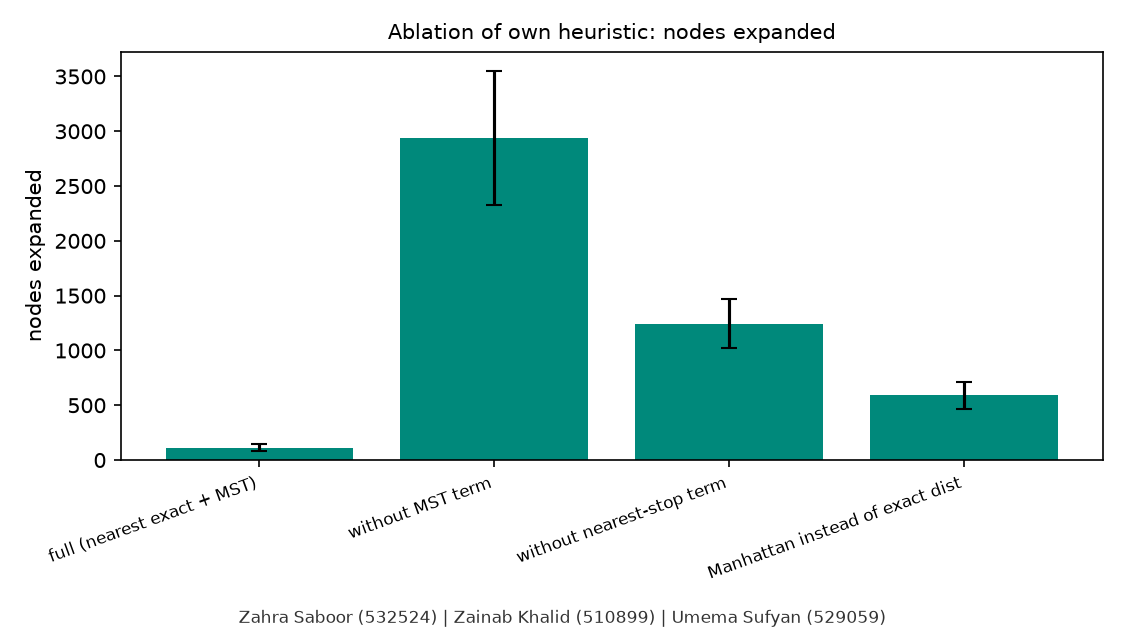 Ablation of own heuristic: nodes expanded
nodes expanded
3500
3000
2500
2000
1500
1000
500
0
full (nearest exact + MST)
without MST term
without nearest-stop term
Manhattan instead of exact dist
Zahra Saboor (532524) | Zainab Khalid (510899) | Umema Sufyan (529059)